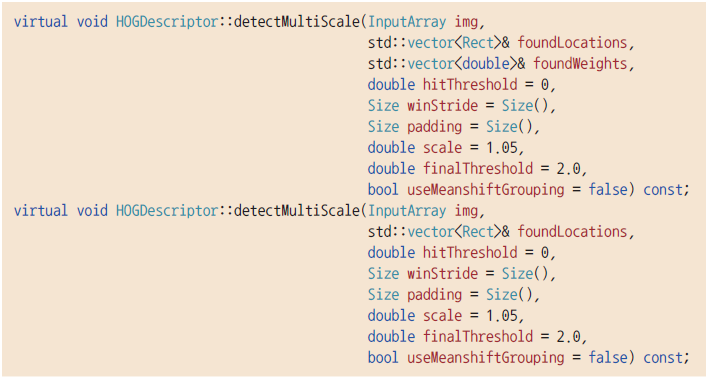 virtual void HOGDescriptor::detectMultiScale(InputArray img,
std::vector<Rect>& foundLocations,
std::vector<double>& foundWeights,
double hitThreshold = 0,
Size winStride = Size(),
Size padding = Size(),
double scale = 1.05,
double finalThreshold = 2.0,
bool useMeanshiftGrouping = false) const;
virtual void HOGDescriptor::detectMultiScale(InputArray img,
std::vector<Rect>& foundLocations,
double hitThreshold = 0,
Size winStride = Size(),
Size padding = Size(),
double scale = 1.05,
double finalThreshold = 2.0,
bool useMeanshiftGrouping = false) const;